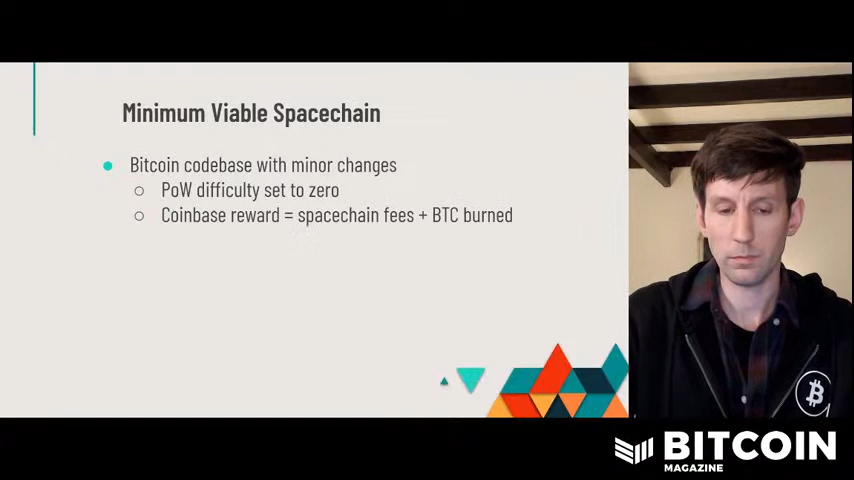 Minimum Viable Spacechain
● Bitcoin codebase with minor changes
○ PoW difficulty set to zero
○ Coinbase reward = spacechain fees + BTC burned
BITCOIN
MAGAZINE